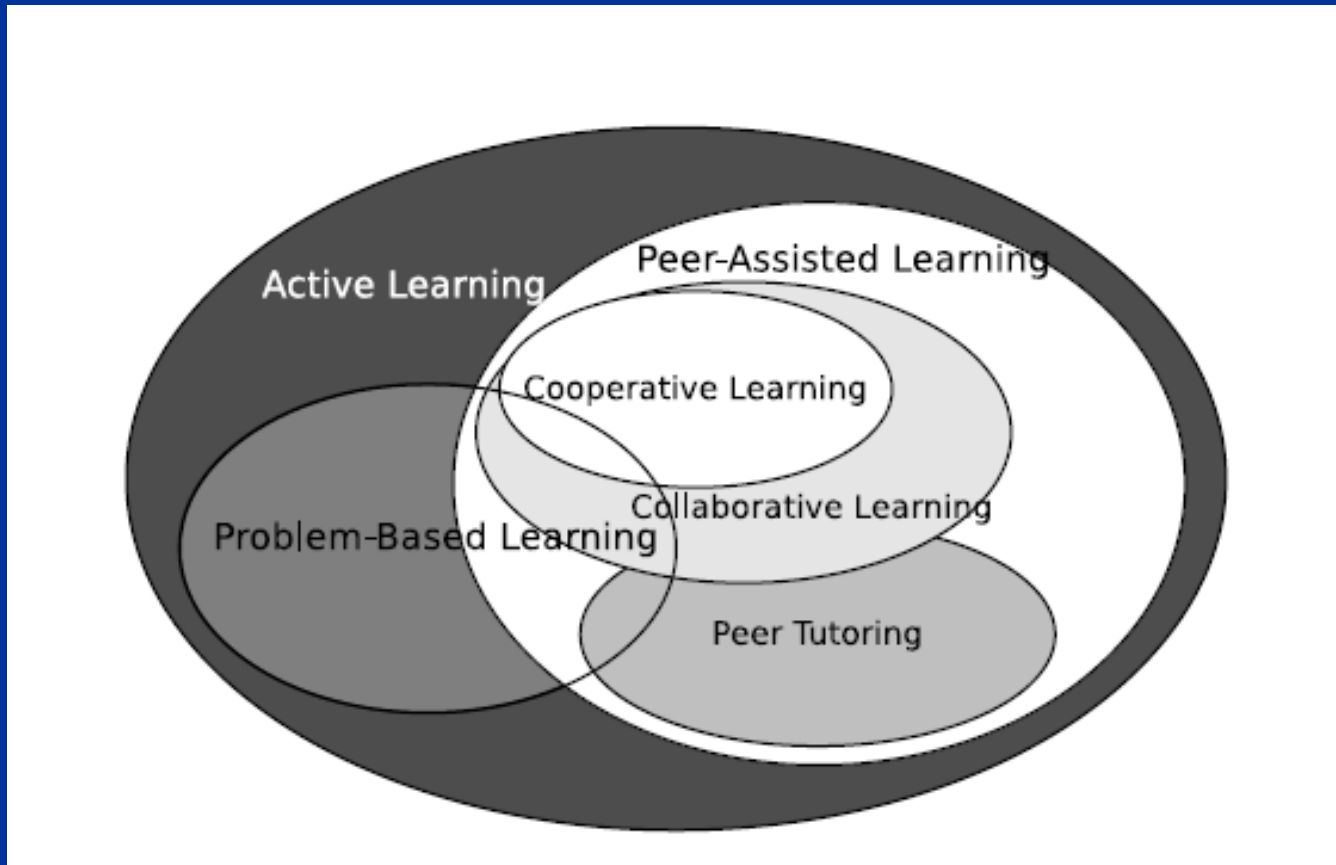 Peer-Assisted Learning
Active Learning
Cooperative Learning
Collaborative Learning
Problem-Based Learning
Peer Tutoring